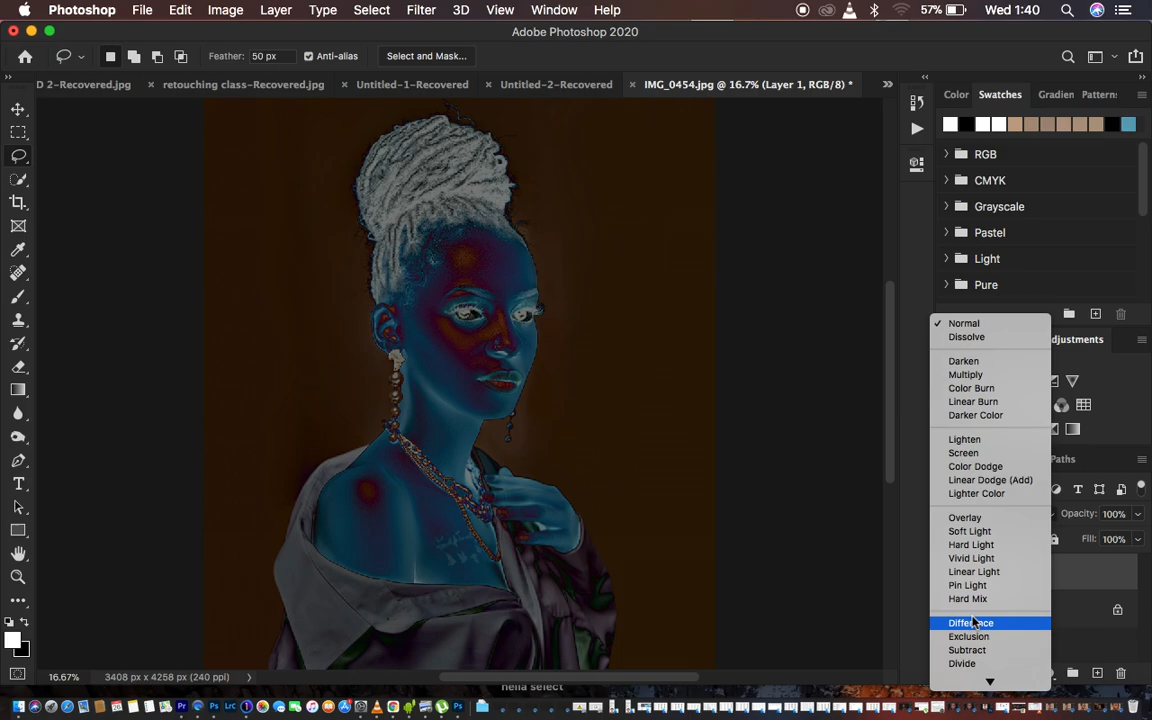 Photoshop File Edit Image Layer Type Select Filter 3D View Window Help 57% Wed 1:40
Adobe Photoshop 2020
Feather: 50 px Anti-alias Select and Mask...
D 2-Recovered.jpg retouching class-Recovered.jpg Untitled-1-Recovered Untitled-2-Recovered IMG_0454.jpg @ 16.7% (Layer 1, RGB/8) *
Color Swatches Gradien Pattern
RGB
CMYK
Grayscale
Pastel
Light
Pure
Normal
Dissolve
djustments
Darken
Multiply
Color Burn
Linear Burn
Darker Color
Lighten
Screen
Color Dodge
Linear Dodge (Add)
Lighter Color
Paths
Opacity: 100%
Overlay
Soft Light
Hard Light
Fill: 100%
Vivid Light
Linear Light
Pin Light
Hard Mix
Difference
Exclusion
Subtract
Divide
16.67% 3408 px x 4258 px (240 ppi)
hella select